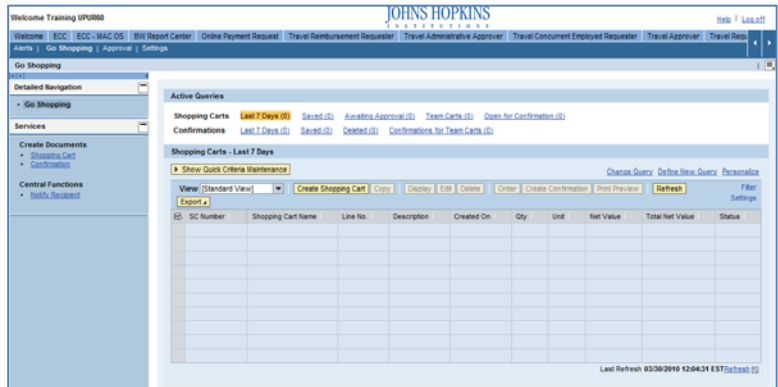 Welcome Training UPUR60
JOHNS HOPKINS
INSTITUTIONS
Help | Log off
Welcome ECC ECC - MAC OS BW Report Center Online Payment Request Travel Reimbursement Requester Travel Administrative Approver Travel Concurrent Employed Requester Travel Approver Travel Requ
Alerts | Go Shopping | Approval | Settings
Go Shopping
Detailed Navigation
• Go Shopping
Services
Create Documents
• Shopping Cart
• Confirmation
Central Functions
• Notify Recipient
Active Queries
Shopping Carts Last 7 Days (0) Saved (0) Awaiting Approval (0) Team Carts (0) Open for Confirmation (0)
Confirmations Last 7 Days (0) Saved (0) Deleted (0) Confirmations for Team Carts (0)
Shopping Carts - Last 7 Days
Show Quick Criteria Maintenance
Change Query Define New Query Personalize
View [Standard View] Create Shopping Cart Copy Display Edit Delete Order Create Confirmation Print Preview Refresh Filter
Export Settings
SC Number Shopping Cart Name Line No. Description Created On Qty Unit Net Value Total Net Value Status
Last Refresh 03/30/2010 12:04:31 EST Refresh